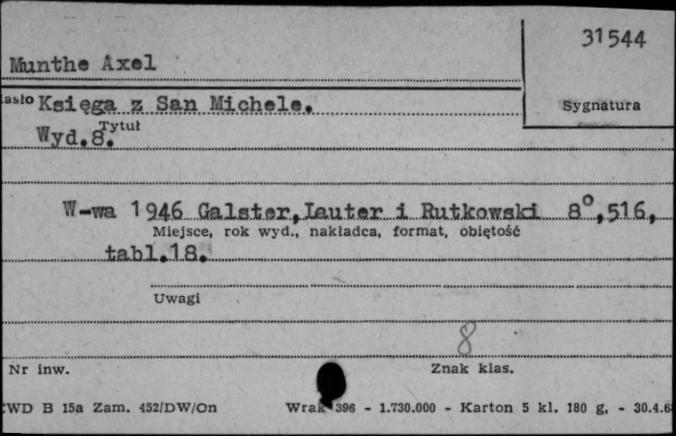 31544
Munthe Axel
asło Księga z San Michele.
Sygnatura
Tytuł
Wyd.8.
W-wa 1946 Galster,Lauter i Rutkowski 8°,516,
Miejsce, rok wyd., nakładca, format, objętość
tabl.18.
Uwagi
8
Nr inw. Znak klas.
CWD B 15a Zam. 452/DW/On Wrak 396 - 1.730.000 - Karton 5 kl. 180 g, - 30.4.6